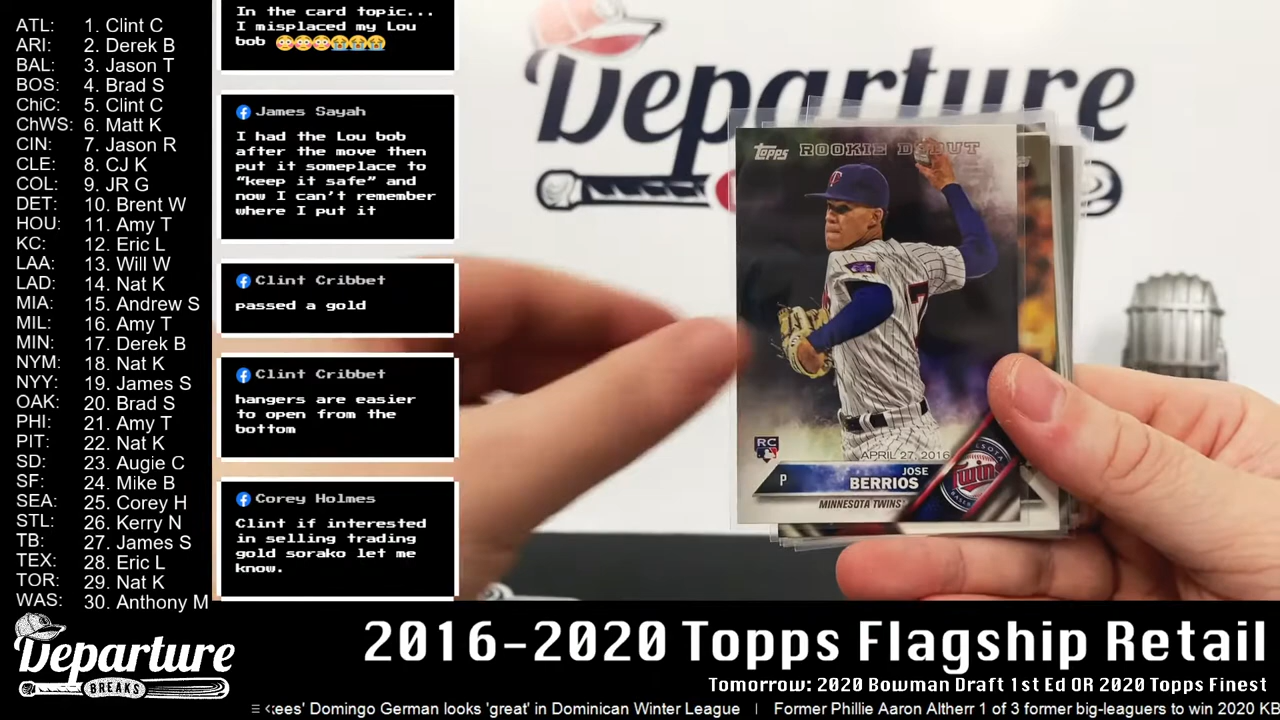 ATL: 1. Clint C
ARI: 2. Derek B
BAL: 3. Jason T
BOS: 4. Brad S
ChiC: 5. Clint C
ChWS: 6. Matt K
CIN: 7. Jason R
CLE: 8. CJ K
COL: 9. JR G
DET: 10. Brent W
HOU: 11. Amy T
KC: 12. Eric L
LAA: 13. Will W
LAD: 14. Nat K
MIA: 15. Andrew S
MIL: 16. Amy T
MIN: 17. Derek B
NYM: 18. Nat K
NYY: 19. James S
OAK: 20. Brad S
PHI: 21. Amy T
PIT: 22. Nat K
SD: 23. Augie C
SF: 24. Mike B
SEA: 25. Corey H
STL: 26. Kerry N
TB: 27. James S
TEX: 28. Eric L
TOR: 29. Nat K
WAS: 30. Anthony M
In the card topic...
I misplaced my Lou
bob 😳😳😳😭😭😭
James Sayah
I had the Lou bob
after the move then
put it someplace to
“keep it safe” and
now I can’t remember
where I put it
Clint Cribbet
passed a gold
Clint Cribbet
hangers are easier
to open from the
bottom
Corey Holmes
Clint if interested
in selling trading
gold sorako let me
know.
Departure
Topps ROOKIE DEBUT
RC
APRIL 27, 2016
P JOSE
BERRIOS
MINNESOTA TWINS
Twins
Departure
BREAKS
2016-2020 Topps Flagship Retail
Tomorrow: 2020 Bowman Draft 1st Ed OR 2020 Topps Finest
ees' Domingo German looks 'great' in Dominican Winter League | Former Phillie Aaron Altherr 1 of 3 former big-leaguers to win 2020 KB